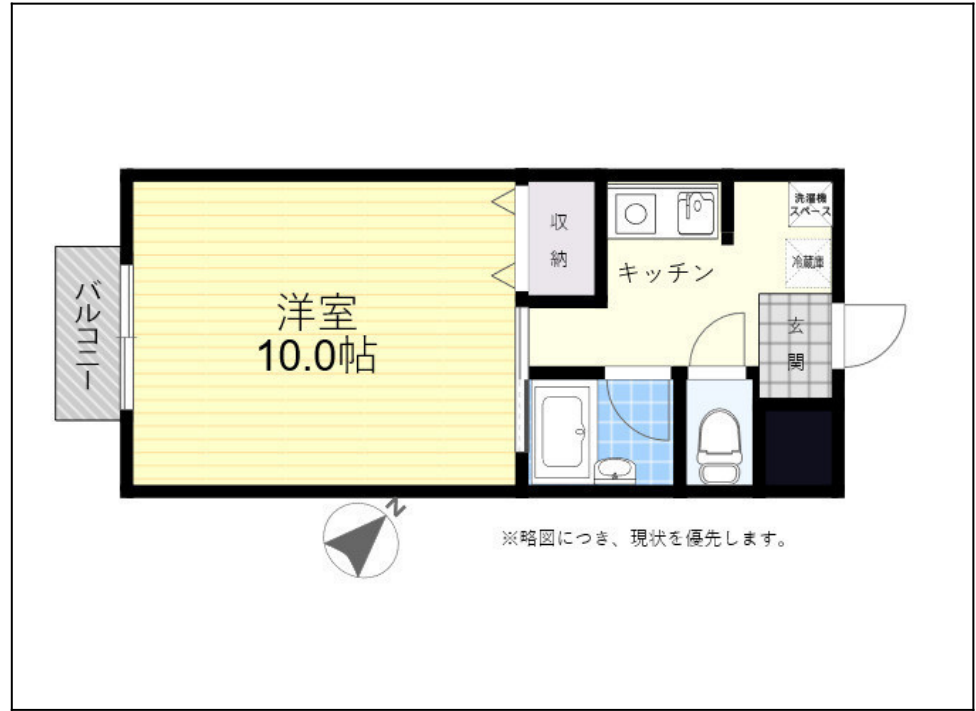 洗濯機
スペース
収
納
キッチン
冷蔵庫
バルコニー
洋室
10.0帖
玄
関
N
※略図につき、現状を優先します。